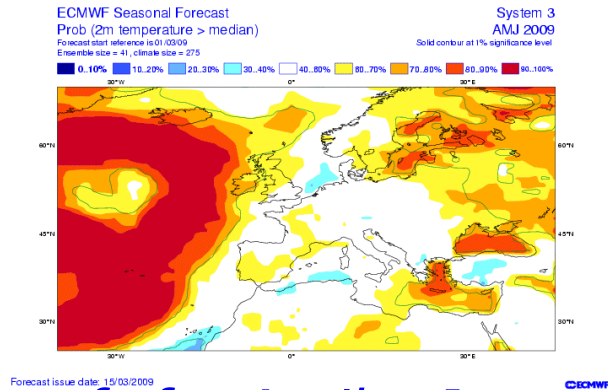 ECMWF Seasonal Forecast
System 3
Prob (2m temperature > median)
AMJ 2009
Forecast start reference is 01/03/09
Solid contour at 1% significance level
Ensemble size = 41, climate size = 275
0..10% 10..20% 20..30% 30..40% 40..60% 60..70% 70..80% 80..90% 90..100%
30°W 0° 30°E
60°N 60°N
45°N 45°N
30°N 30°N
30°W 0° 30°E
Forecast issue date: 15/03/2009
ECMWF